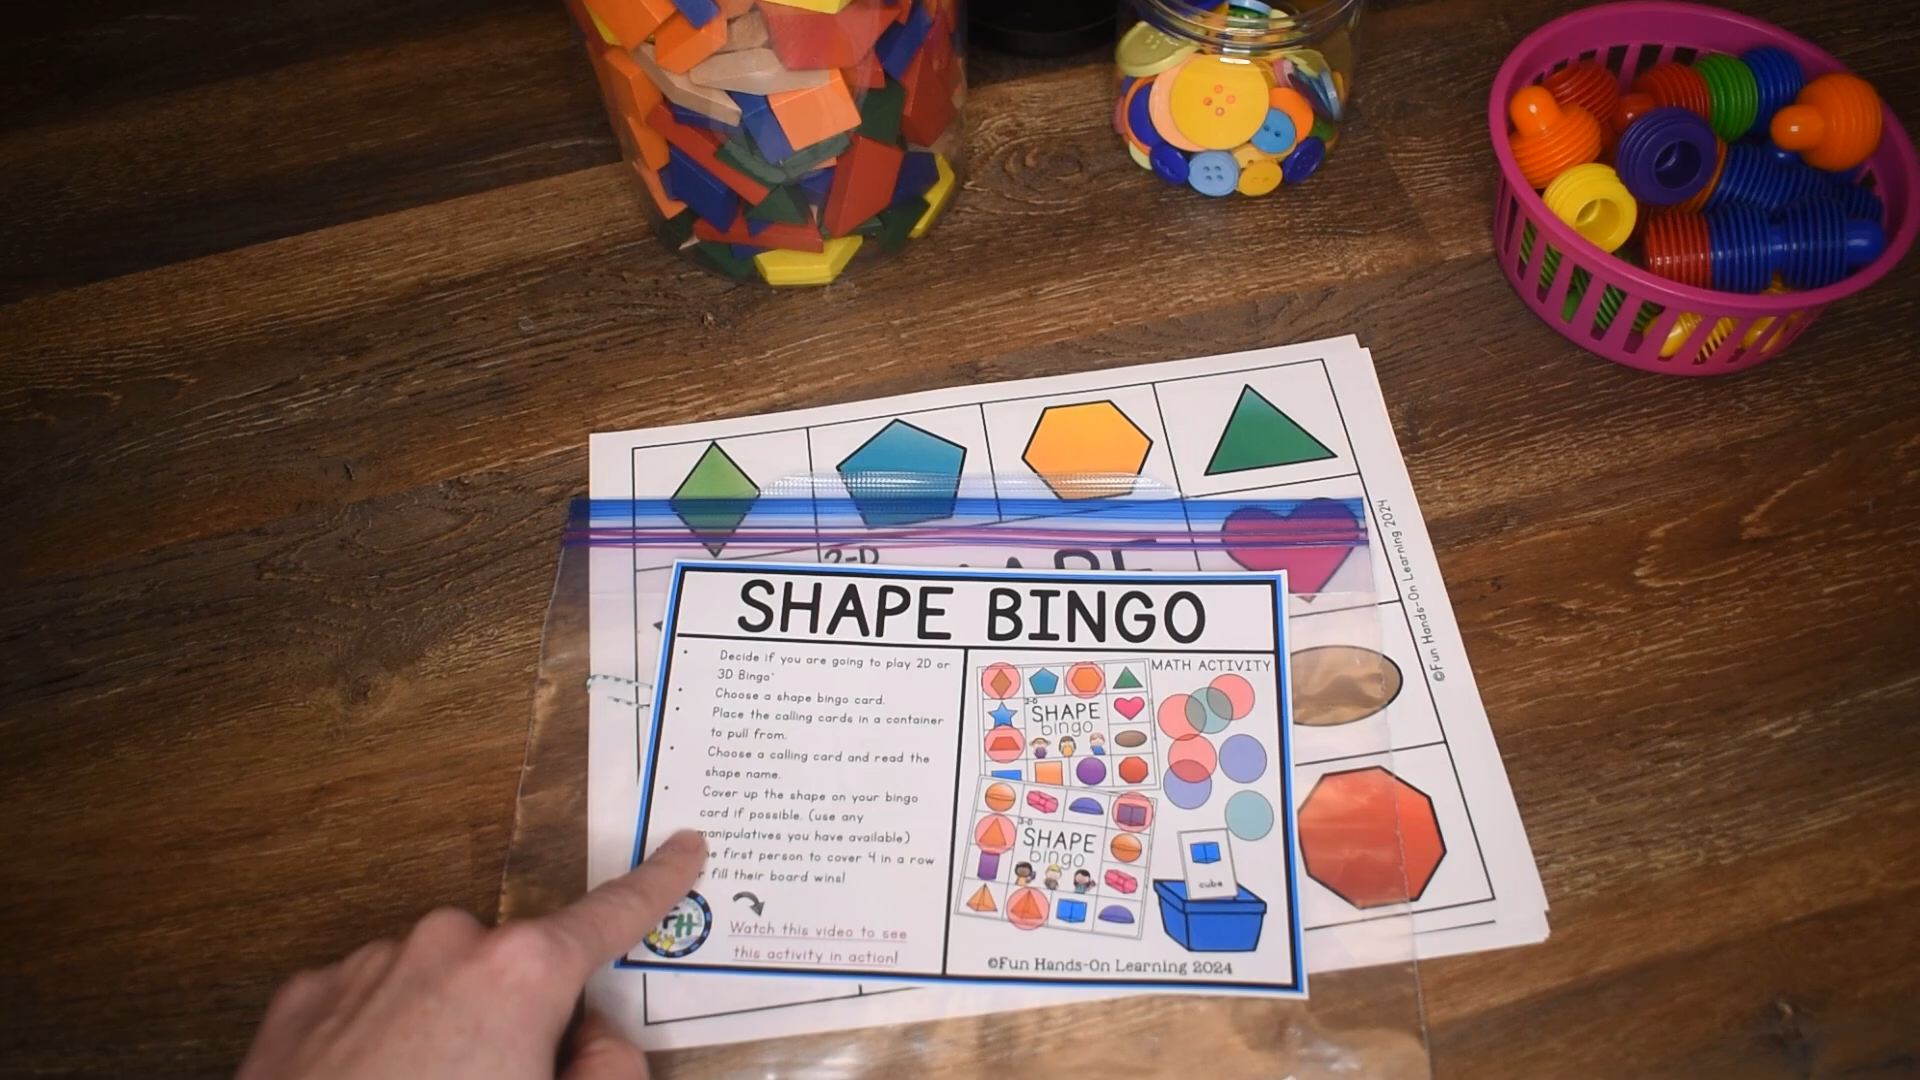 2-D
©Fun Hands-On Learning 2024
SHAPE BINGO
Decide if you are going to play 2D or
3D Bingo
Choose a shape bingo card.
Place the calling cards in a container
to pull from.
Choose a calling card and read the
shape name.
Cover up the shape on your bingo
card if possible. (use any
manipulatives you have available)
first person to cover 4 in a row
fill their board wins!
Watch this video to see
this activity in action!
MATH ACTIVITY
2-D
SHAPE
bingo
3-D
SHAPE
bingo
cube
©Fun Hands-On Learning 2024